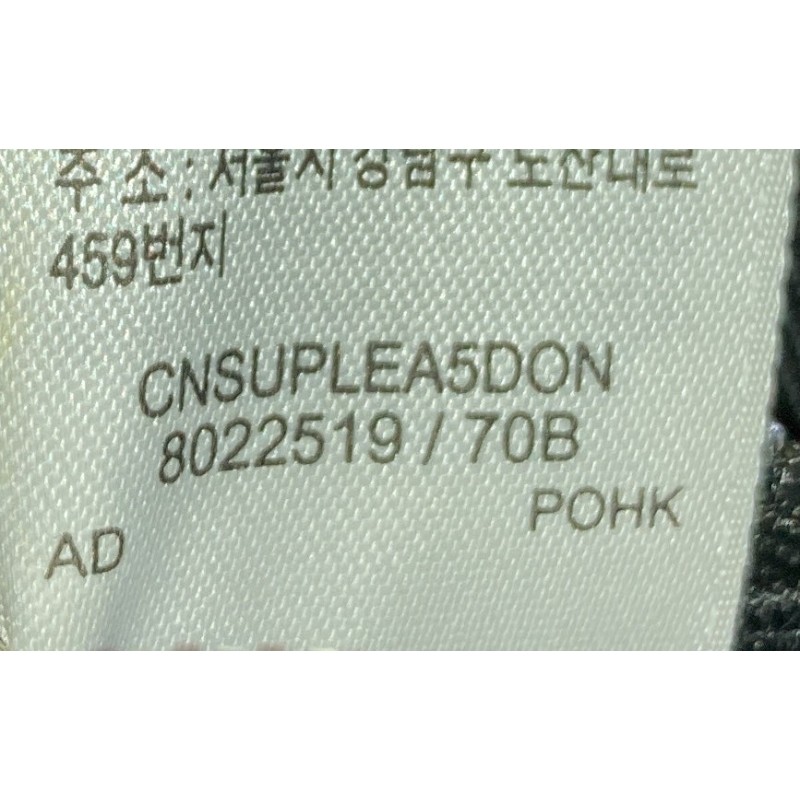 주 소 : 서울시 강남구 도산대로
459번지
CNSUPLEA5DON
8022519 / 70B
POHK
AD